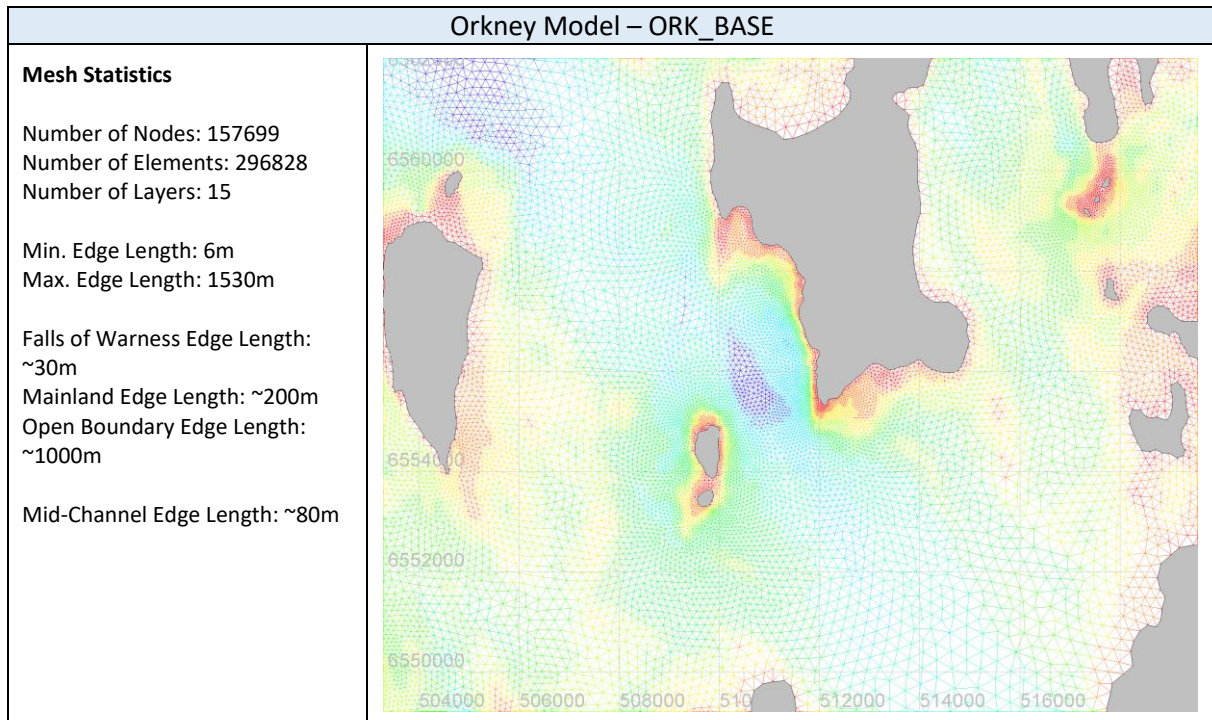 Orkney Model – ORK_BASE
Mesh Statistics
Number of Nodes: 157699
Number of Elements: 296828
Number of Layers: 15
Min. Edge Length: 6m
Max. Edge Length: 1530m
Falls of Warness Edge Length:
~30m
Mainland Edge Length: ~200m
Open Boundary Edge Length:
~1000m
Mid-Channel Edge Length: ~80m
6560000
6554000
6552000
6550000
504000 506000 508000 510 512000 514000 516000